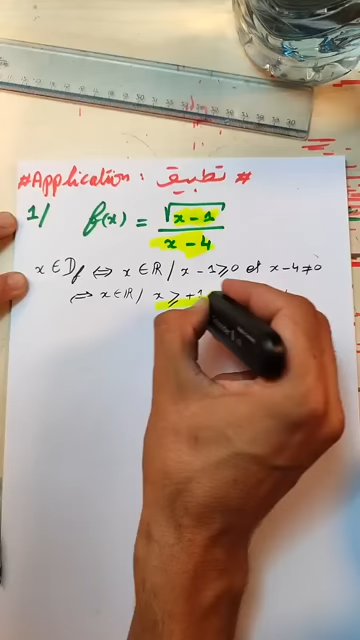 #Application: تطبيق #
1/ f(x) = √(x-1) / (x-4)
x ∈ Df ⇔ x ∈ ℝ / x-1 ⩾ 0 et x-4 ≠ 0
⇔ x ∈ ℝ / x ⩾ +1